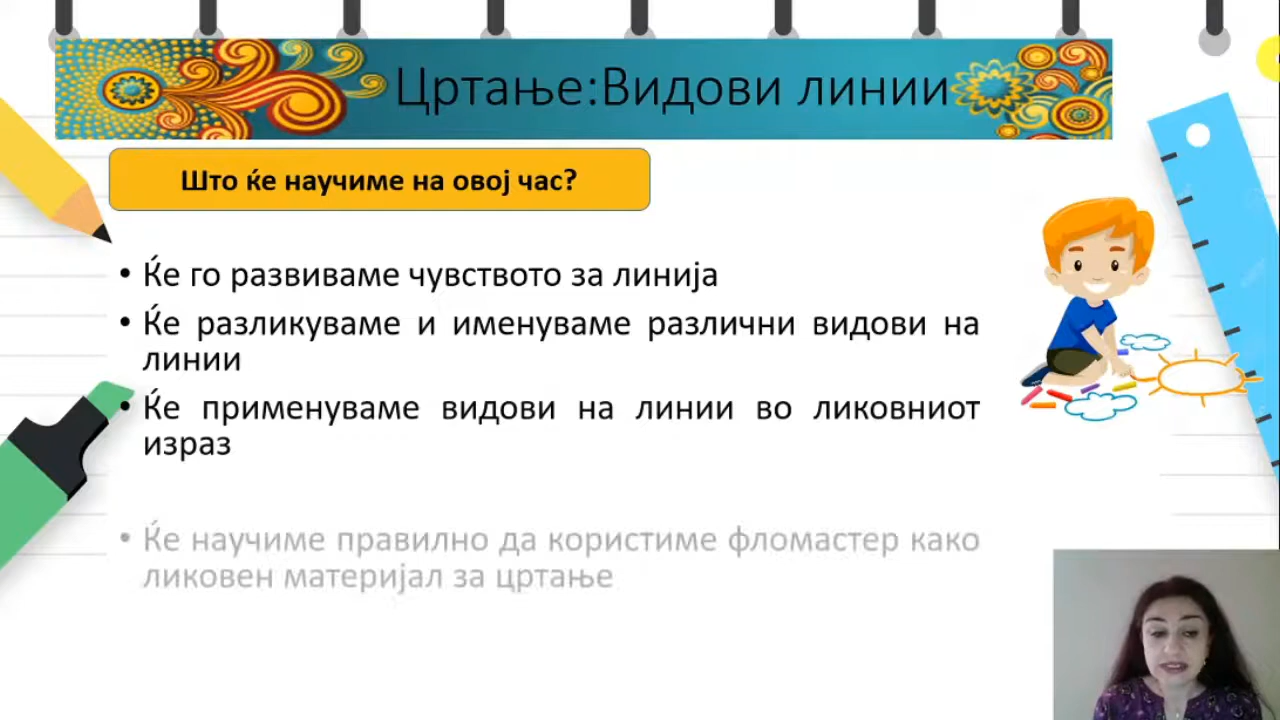 Цртање:Видови линии
Што ќе научиме на овој час?
• Ќе го развиваме чувството за линија
• Ќе разликуваме и именуваме различни видови на
линии
• Ќе применуваме видови на линии во ликовниот
израз
• Ќе научиме правилно да користиме фломастер како
ликовен материјал за цртање